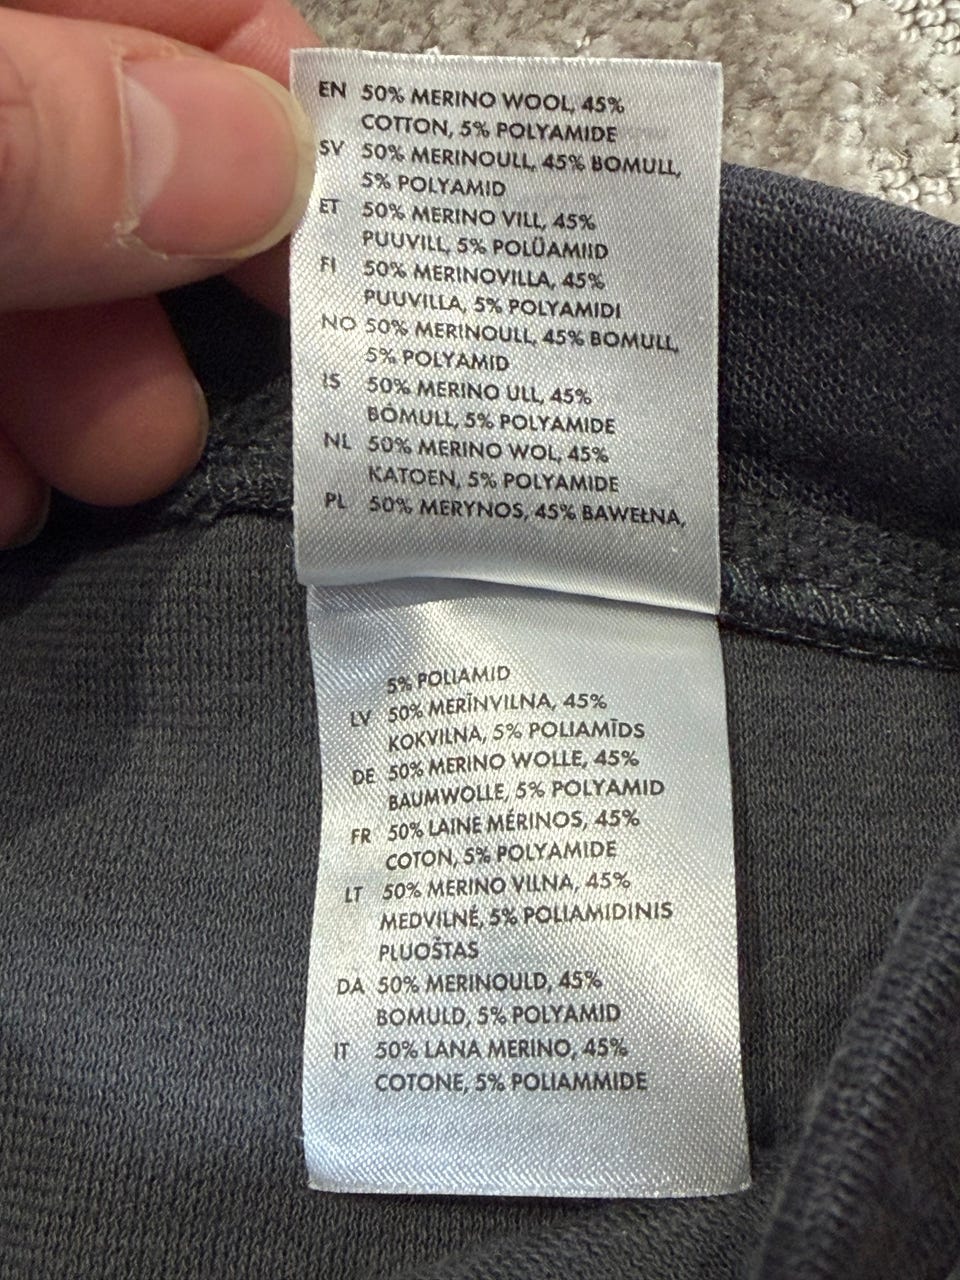 EN 50% MERINO WOOL, 45%
COTTON, 5% POLYAMIDE
SV 50% MERINOULL, 45% BOMULL,
5% POLYAMID
ET 50% MERINO VILL, 45%
PUUVILL, 5% POLÜAMIID
FI 50% MERINOVILLA, 45%
PUUVILLA, 5% POLYAMIDI
NO 50% MERINOULL, 45% BOMULL,
5% POLYAMID
IS 50% MERINO ULL, 45%
BÓMULL, 5% POLYAMIDE
NL 50% MERINO WOL, 45%
KATOEN, 5% POLYAMIDE
PL 50% MERYNOS, 45% BAWEŁNA,
5% POLIAMID
LV 50% MERĪNVILNA, 45%
KOKVILNA, 5% POLIAMĪDS
DE 50% MERINO WOLLE, 45%
BAUMWOLLE, 5% POLYAMID
FR 50% LAINE MÉRINOS, 45%
COTON, 5% POLYAMIDE
LT 50% MERINO VILNA, 45%
MEDVILNĖ, 5% POLIAMIDINIS
PLUOŠTAS
DA 50% MERINOULD, 45%
BOMULD, 5% POLYAMID
IT 50% LANA MERINO, 45%
COTONE, 5% POLIAMMIDE